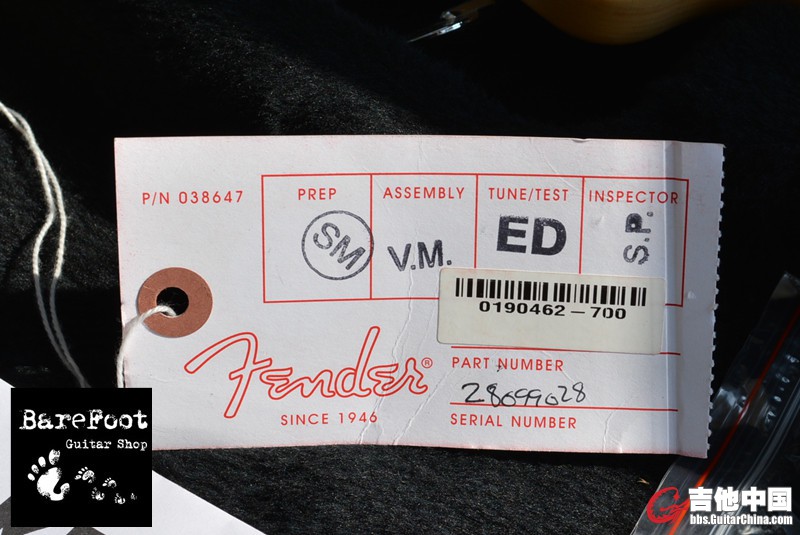 P/N 038647
PREP ASSEMBLY TUNE/TEST INSPECTOR
SM V.M. ED S.P.
0190462-700
Fender®
SINCE 1946
PART NUMBER
28099028
SERIAL NUMBER
BareFoot
Guitar Shop
吉他中国
bbs.GuitarChina.com